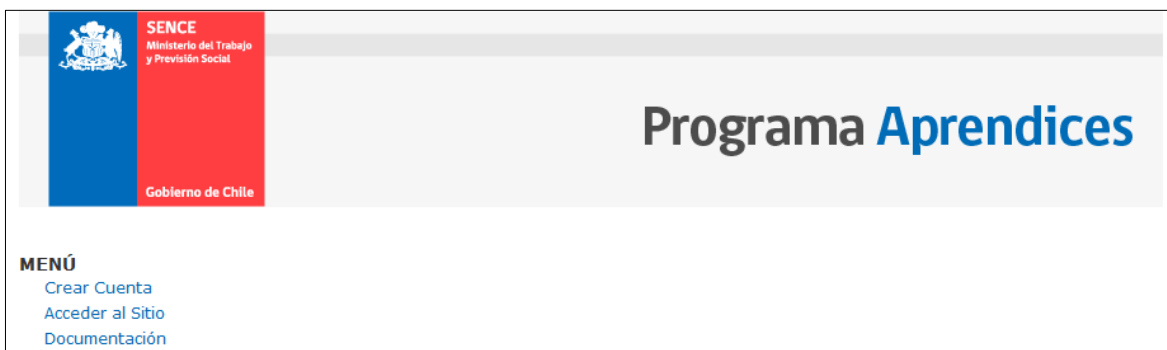 SENCE
Ministerio del Trabajo
y Previsión Social
Gobierno de Chile
Programa Aprendices
MENÚ
Crear Cuenta
Acceder al Sitio
Documentación